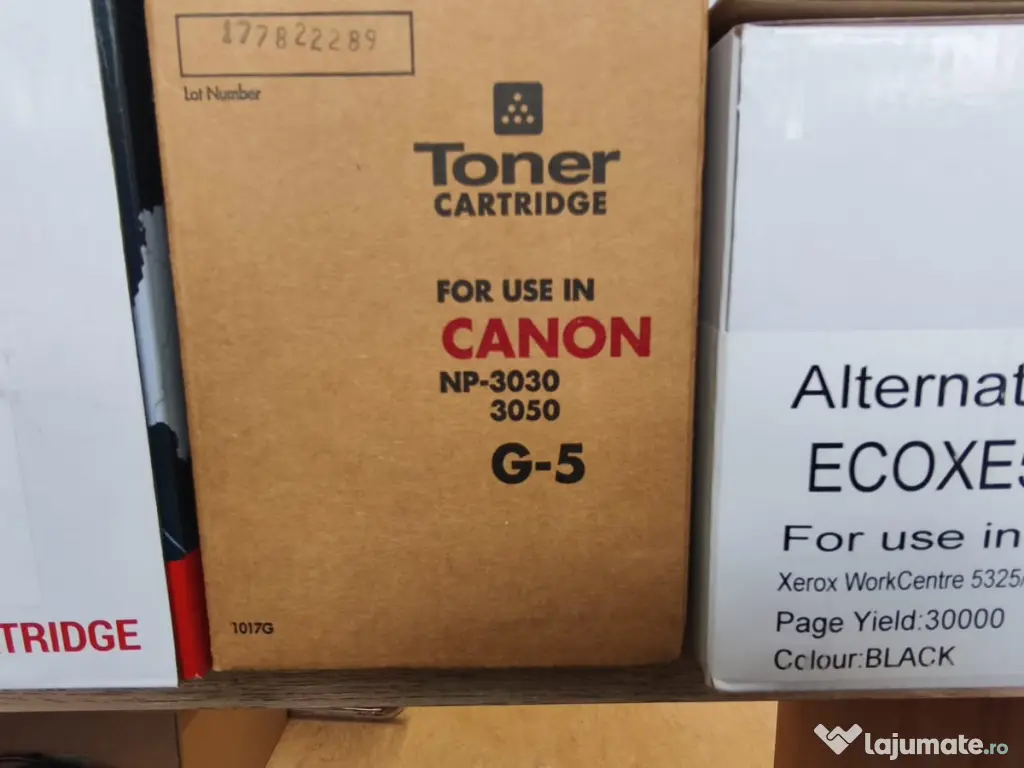 177822289
Lot Number
Toner
CARTRIDGE
FOR USE IN
CANON
NP-3030
3050
G-5
1017G
TRIDGE
Alternat
ECOXE5
For use in
Xerox WorkCentre 5325/
Page Yield:30000
Colour:BLACK
lajumate.ro